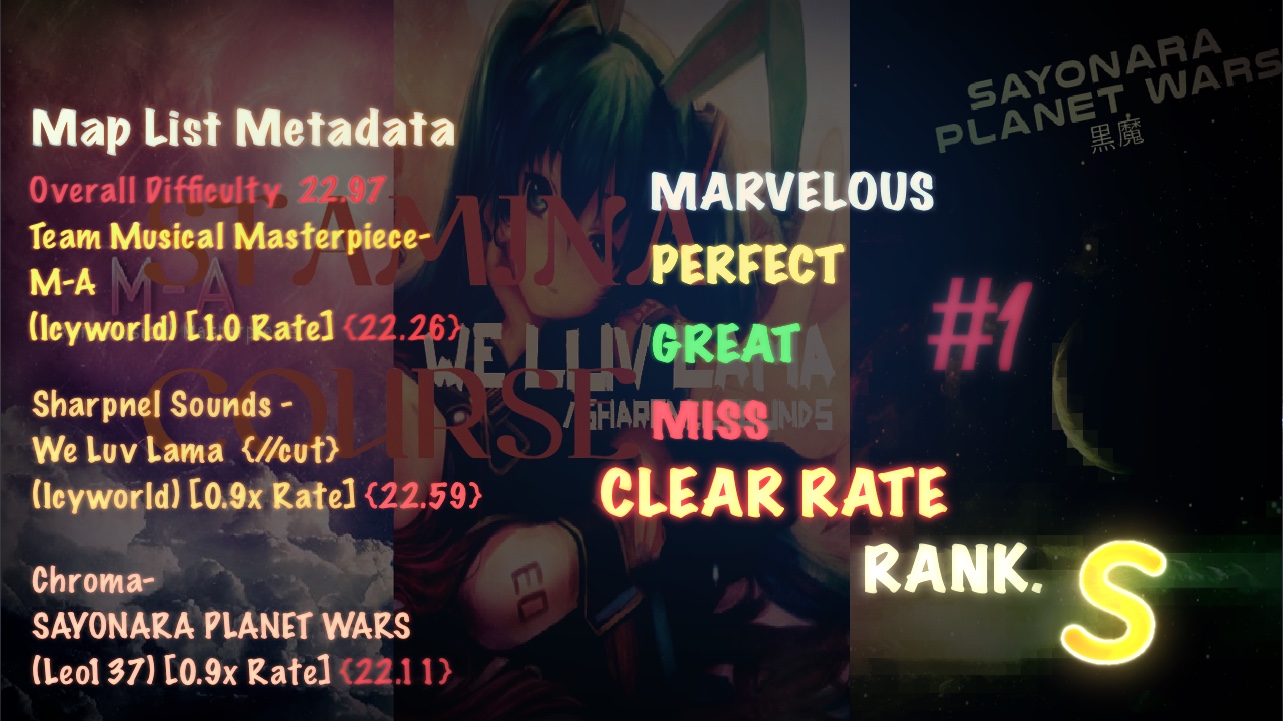 Map List Metadata
Overall Difficulty 22.97
Team Musical Masterpiece-
M-A
(Icyworld) [1.0 Rate] {22.26}
Sharpnel Sounds -
We Luv Lama {//cut}
(Icyworld) [0.9x Rate] {22.59}
Chroma-
SAYONARA PLANET WARS
(Leo137) [0.9x Rate] {22.11}
M-A
STAMINA
COURSE
WE LUV LAMA
/SHARPNELSOUNDS
EO
MARVELOUS
PERFECT
GREAT
MISS
CLEAR RATE
RANK. S
#1
SAYONARA
PLANET WARS
黒魔